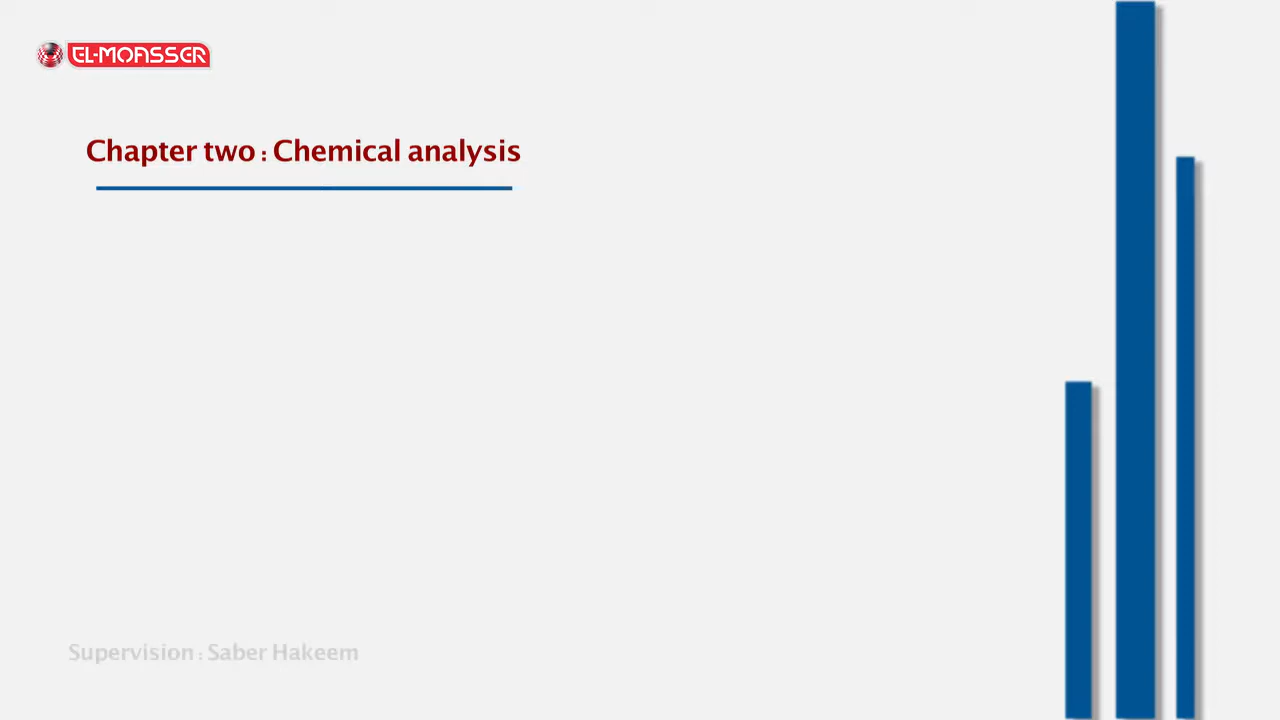 EL-MOASSER
Chapter two : Chemical analysis
Supervision : Saber Hakeem